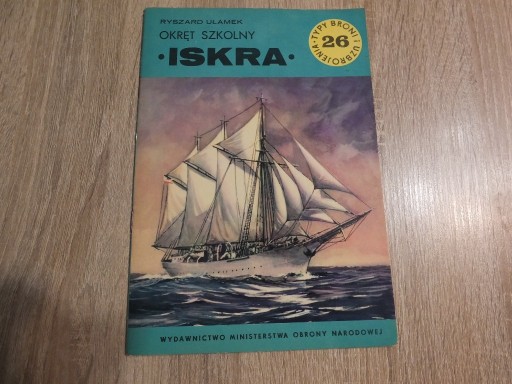 RYSZARD ULAMEK
OKRĘT SZKOLNY
·ISKRA·
·TYPY BRONI I UZBROJENIA·
26
WYDAWNICTWO MINISTERSTWA OBRONY NARODOWEJ